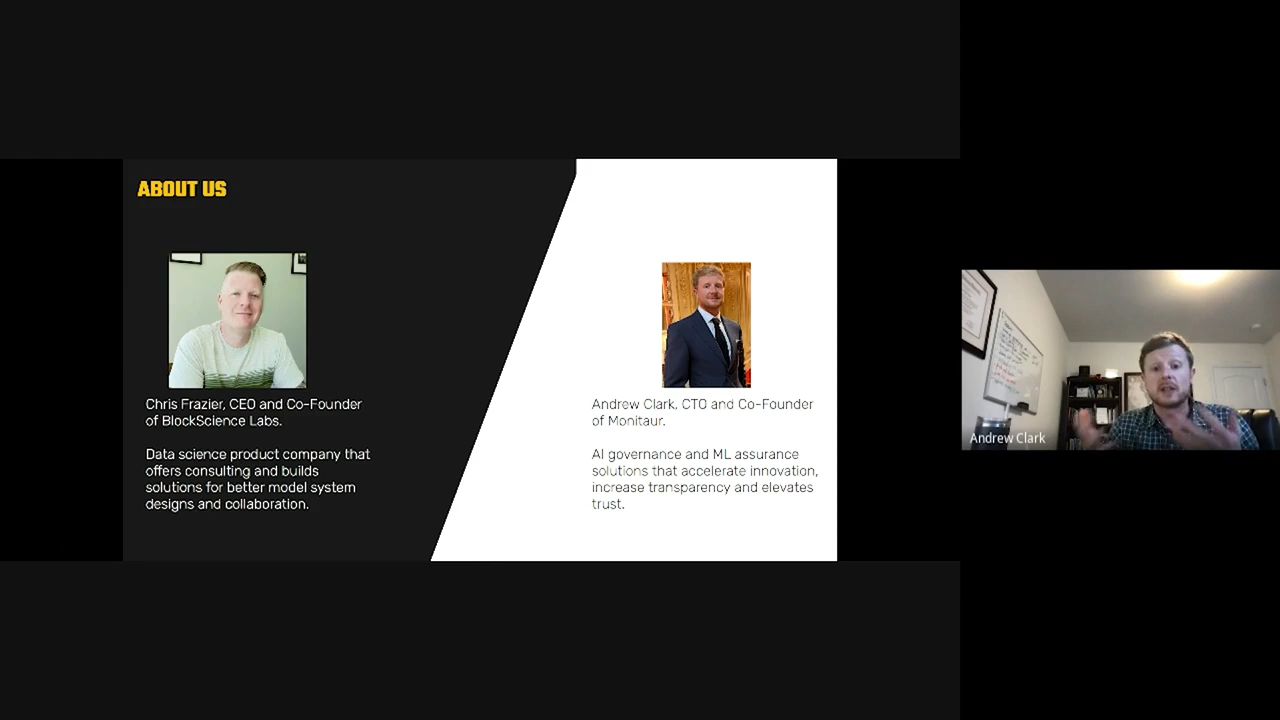 ABOUT US
Chris Frazier, CEO and Co-Founder
of BlockScience Labs.
Data science product company that
offers consulting and builds
solutions for better model system
designs and collaboration.
Andrew Clark, CTO and Co-Founder
of Monitaur.
AI governance and ML assurance
solutions that accelerate innovation,
increase transparency and elevates
trust.
Andrew Clark